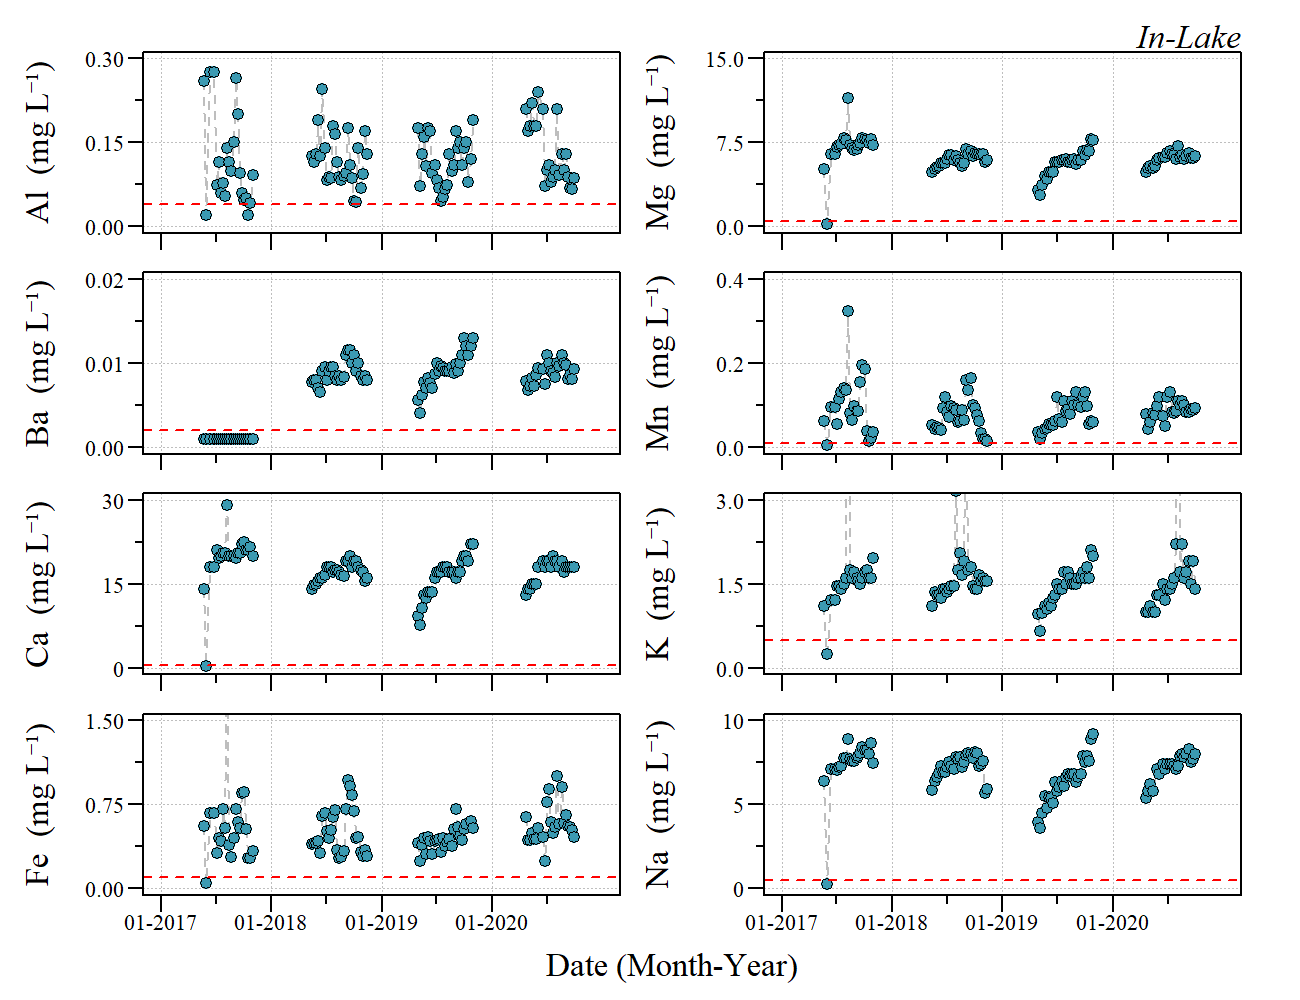 In-Lake
Al (mg L⁻¹)
0.30
0.15
0.00
Mg (mg L⁻¹)
15.0
7.5
0.0
Ba (mg L⁻¹)
0.02
0.01
0.00
Mn (mg L⁻¹)
0.4
0.2
0.0
Ca (mg L⁻¹)
30
15
0
K (mg L⁻¹)
3.0
1.5
0.0
Fe (mg L⁻¹)
1.50
0.75
0.00
Na (mg L⁻¹)
10
5
0
01-2017 01-2018 01-2019 01-2020
01-2017 01-2018 01-2019 01-2020
Date (Month-Year)